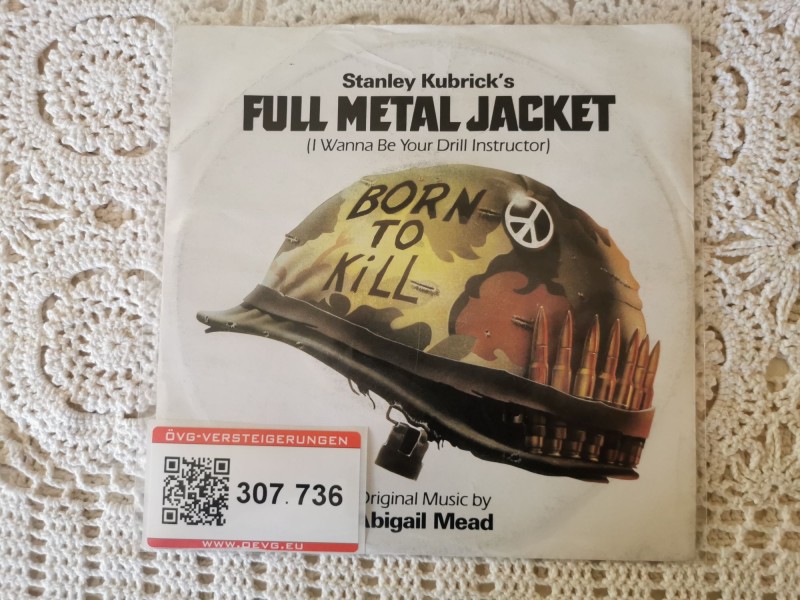 Stanley Kubrick's
FULL METAL JACKET
(I Wanna Be Your Drill Instructor)
BORN
TO
KiLL
ÖVG-VERSTEIGERUNGEN
307.736
WWW.OEVG.EU
Original Music by
Abigail Mead